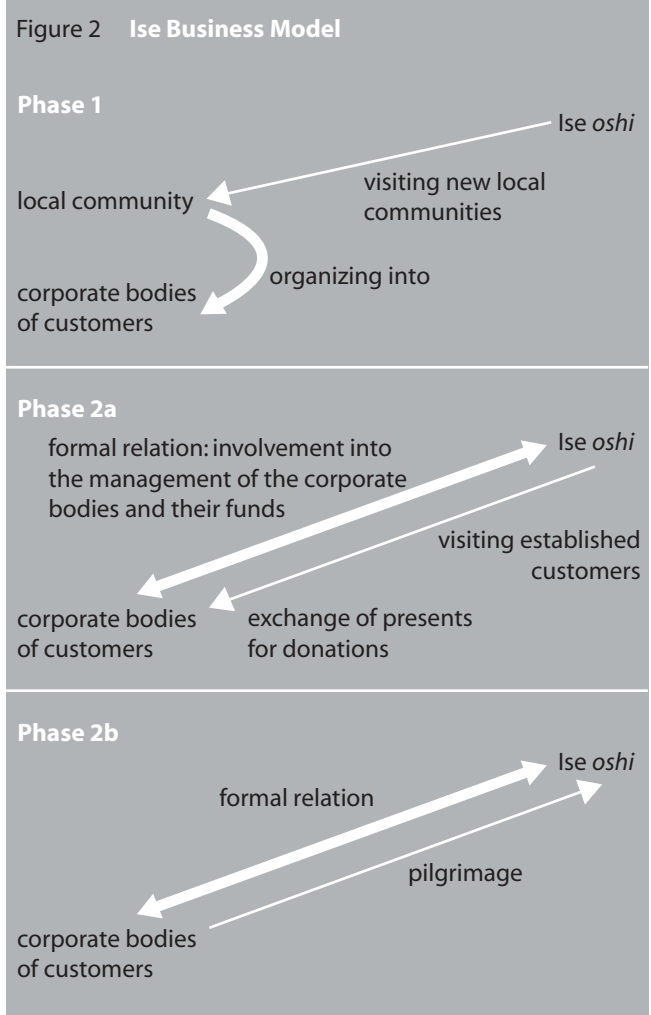 Figure 2 Ise Business Model
Phase 1
Ise oshi
local community
visiting new local
communities
organizing into
corporate bodies
of customers
Phase 2a
formal relation: involvement into
the management of the corporate
bodies and their funds
Ise oshi
visiting established
customers
corporate bodies
of customers
exchange of presents
for donations
Phase 2b
Ise oshi
formal relation
pilgrimage
corporate bodies
of customers